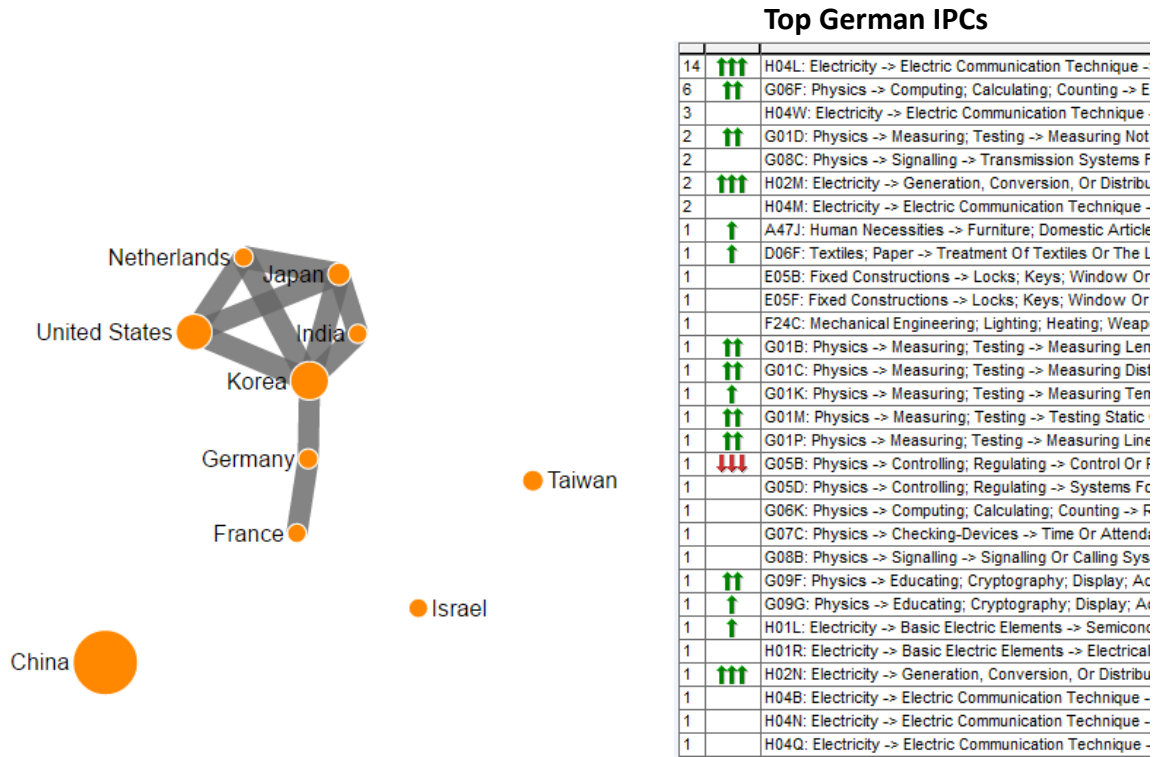 Top German IPCs
Netherlands
Japan
United States
India
Korea
Germany
France
Taiwan
Israel
China
14 H04L: Electricity -> Electric Communication Technique -
6 G06F: Physics -> Computing; Calculating; Counting -> E
3 H04W: Electricity -> Electric Communication Technique -
2 G01D: Physics -> Measuring; Testing -> Measuring Not
2 G08C: Physics -> Signalling -> Transmission Systems F
2 H02M: Electricity -> Generation, Conversion, Or Distribu
2 H04M: Electricity -> Electric Communication Technique -
1 A47J: Human Necessities -> Furniture; Domestic Article
1 D06F: Textiles; Paper -> Treatment Of Textiles Or The L
1 E05B: Fixed Constructions -> Locks; Keys; Window Or
1 E05F: Fixed Constructions -> Locks; Keys; Window Or
1 F24C: Mechanical Engineering; Lighting; Heating; Weap
1 G01B: Physics -> Measuring; Testing -> Measuring Len
1 G01C: Physics -> Measuring; Testing -> Measuring Dist
1 G01K: Physics -> Measuring; Testing -> Measuring Tem
1 G01M: Physics -> Measuring; Testing -> Testing Static
1 G01P: Physics -> Measuring; Testing -> Measuring Line
1 G05B: Physics -> Controlling; Regulating -> Control Or
1 G05D: Physics -> Controlling; Regulating -> Systems Fo
1 G06K: Physics -> Computing; Calculating; Counting -> R
1 G07C: Physics -> Checking-Devices -> Time Or Attenda
1 G08B: Physics -> Signalling -> Signalling Or Calling Sys
1 G09F: Physics -> Educating; Cryptography; Display; Ad
1 G09G: Physics -> Educating; Cryptography; Display; Ad
1 H01L: Electricity -> Basic Electric Elements -> Semicond
1 H01R: Electricity -> Basic Electric Elements -> Electrical
1 H02N: Electricity -> Generation, Conversion, Or Distribu
1 H04B: Electricity -> Electric Communication Technique -
1 H04N: Electricity -> Electric Communication Technique -
1 H04Q: Electricity -> Electric Communication Technique -